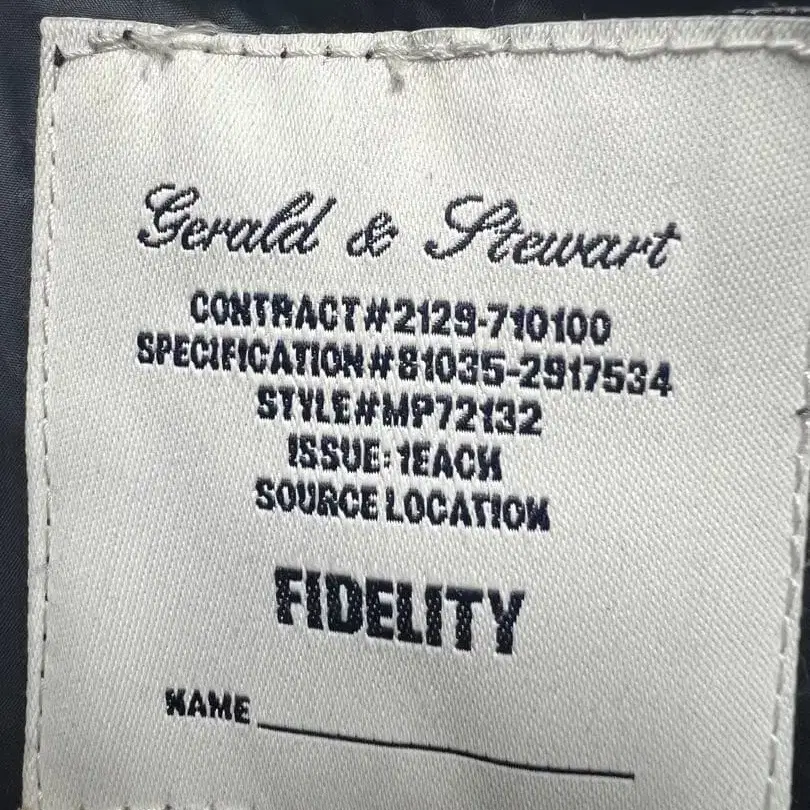 Gerald & Stewart
CONTRACT#2129-710100
SPECIFICATION#81035-2917534
STYLE#MP72132
ISSUE:1EACH
SOURCE LOCATION
FIDELITY
NAME